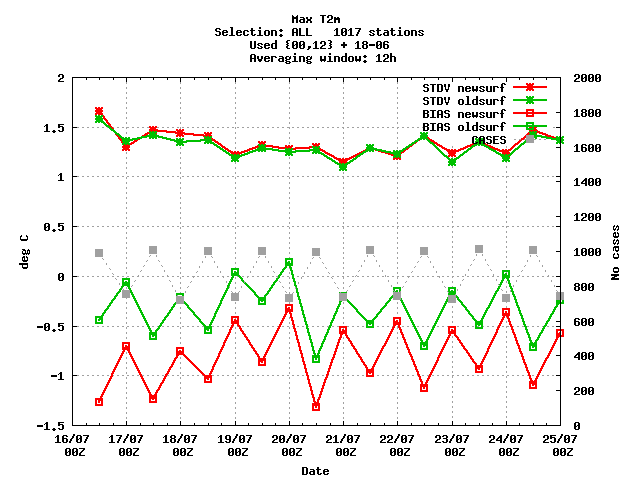 Max T2m
Selection: ALL   1017 stations
Used {00,12} + 18-06
Averaging window: 12h
STDV newsurf
STDV oldsurf
BIAS newsurf
BIAS oldsurf
CASES
2
1.5
1
0.5
0
-0.5
-1
-1.5
deg C
2000
1800
1600
1400
1200
1000
800
600
400
200
0
No cases
16/07 17/07 18/07 19/07 20/07 21/07 22/07 23/07 24/07 25/07
00Z 00Z 00Z 00Z 00Z 00Z 00Z 00Z 00Z 00Z
Date